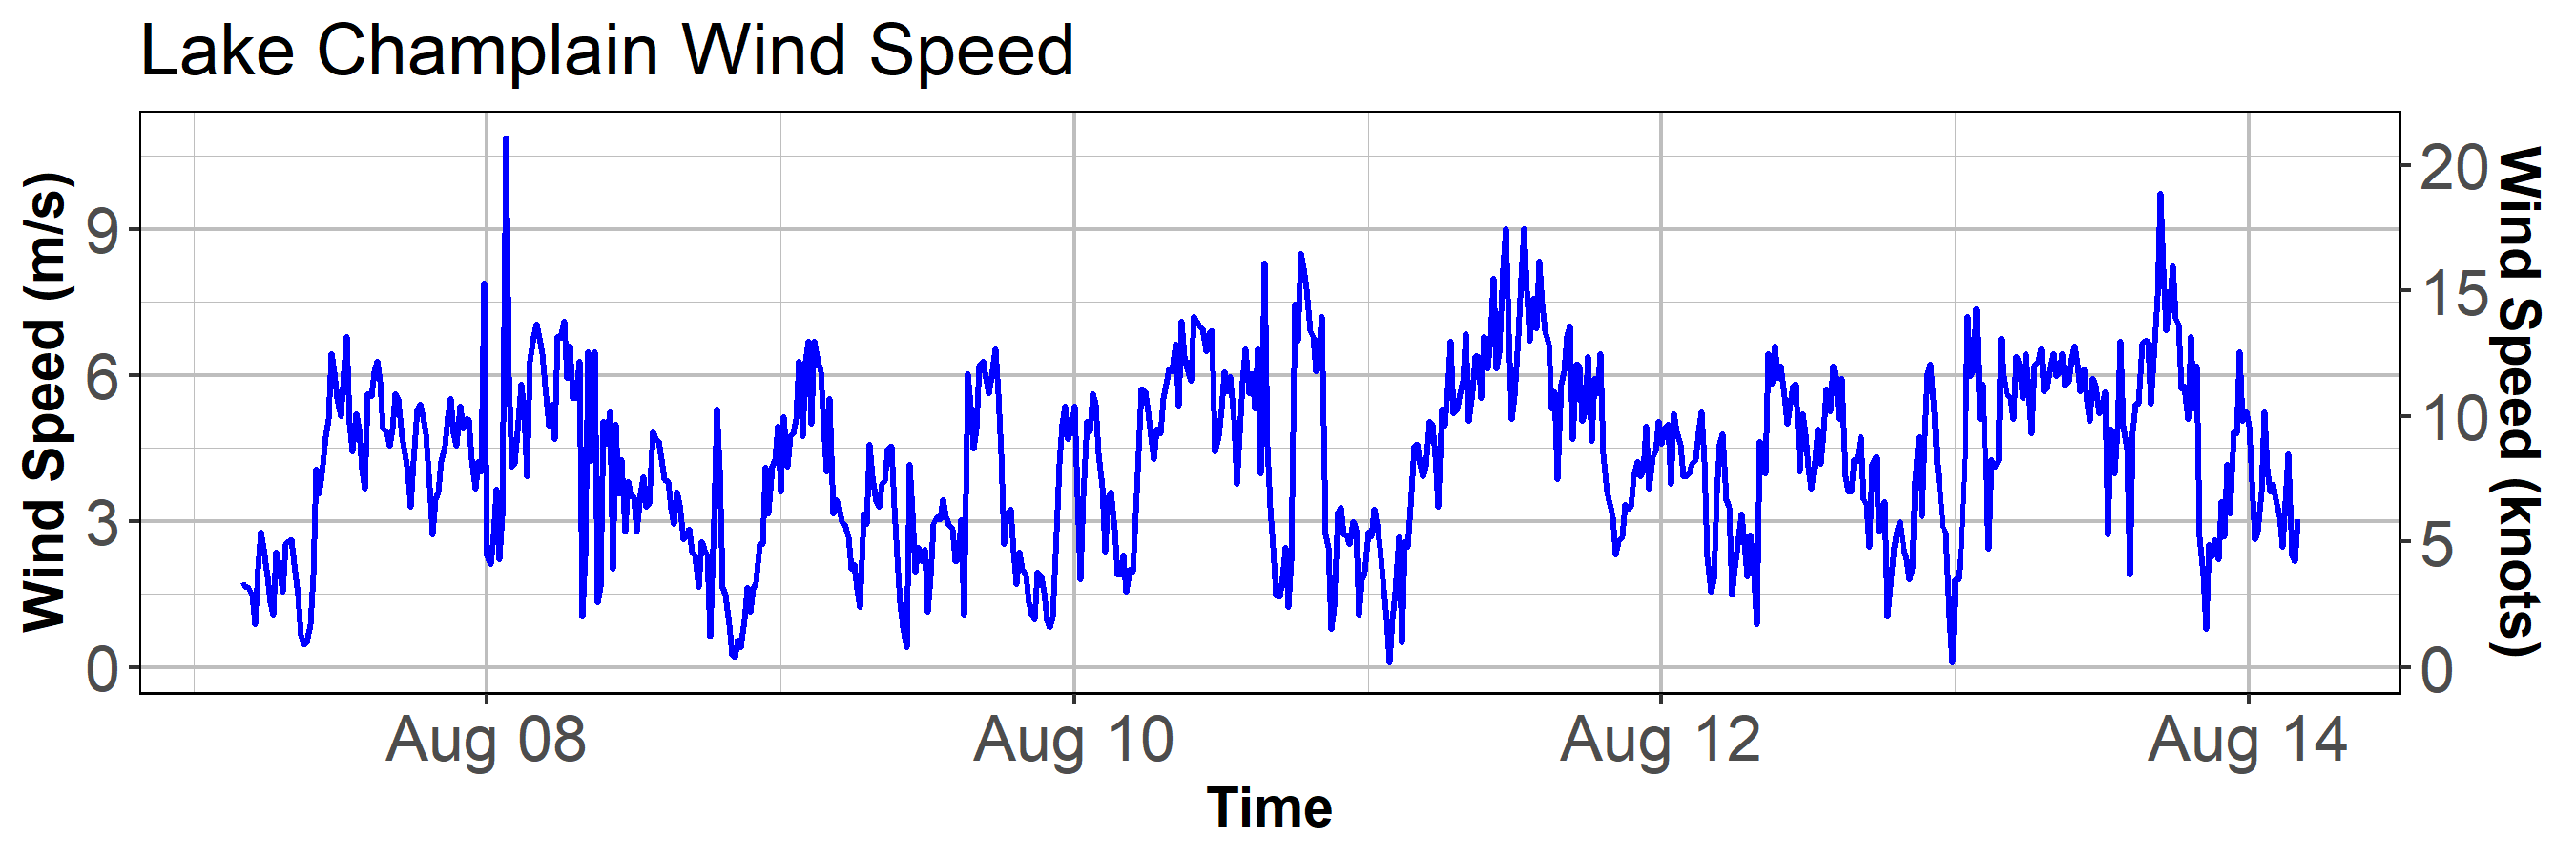 Lake Champlain Wind Speed
Wind Speed (m/s)
9
6
3
0
20
15
10
5
0
Wind Speed (knots)
Aug 08
Aug 10
Aug 12
Aug 14
Time